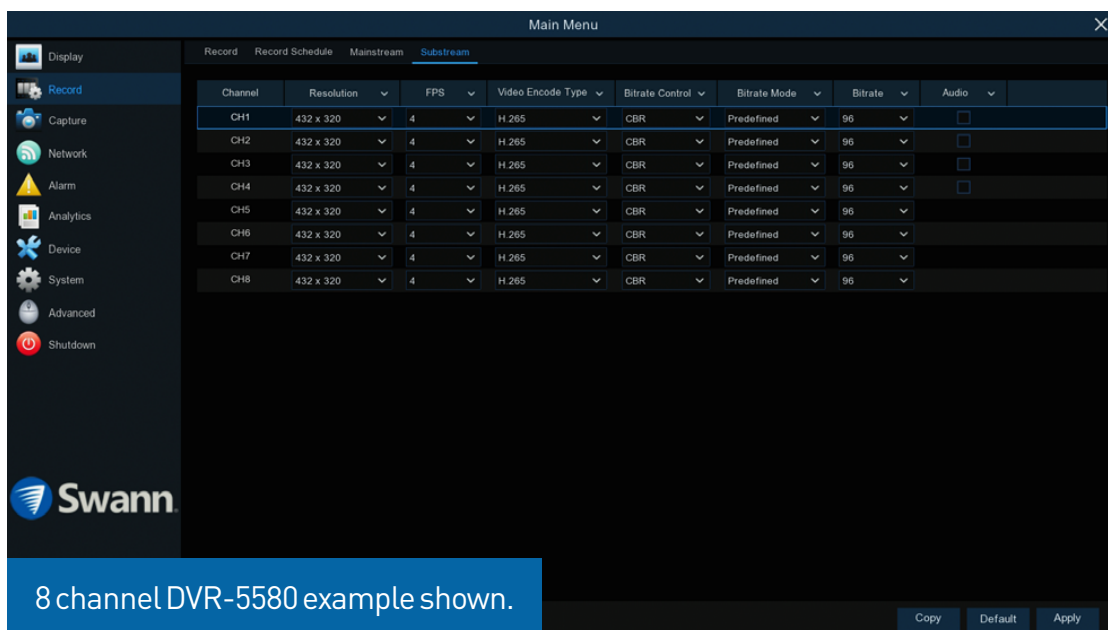 Main Menu
Display
Record
Capture
Network
Alarm
Analytics
Device
System
Advanced
Shutdown
Swann.
Record Record Schedule Mainstream Substream
Channel Resolution FPS Video Encode Type Bitrate Control Bitrate Mode Bitrate Audio
CH1 432 x 320 4 H.265 CBR Predefined 96
CH2 432 x 320 4 H.265 CBR Predefined 96
CH3 432 x 320 4 H.265 CBR Predefined 96
CH4 432 x 320 4 H.265 CBR Predefined 96
CH5 432 x 320 4 H.265 CBR Predefined 96
CH6 432 x 320 4 H.265 CBR Predefined 96
CH7 432 x 320 4 H.265 CBR Predefined 96
CH8 432 x 320 4 H.265 CBR Predefined 96
8 channel DVR-5580 example shown.
Copy Default Apply